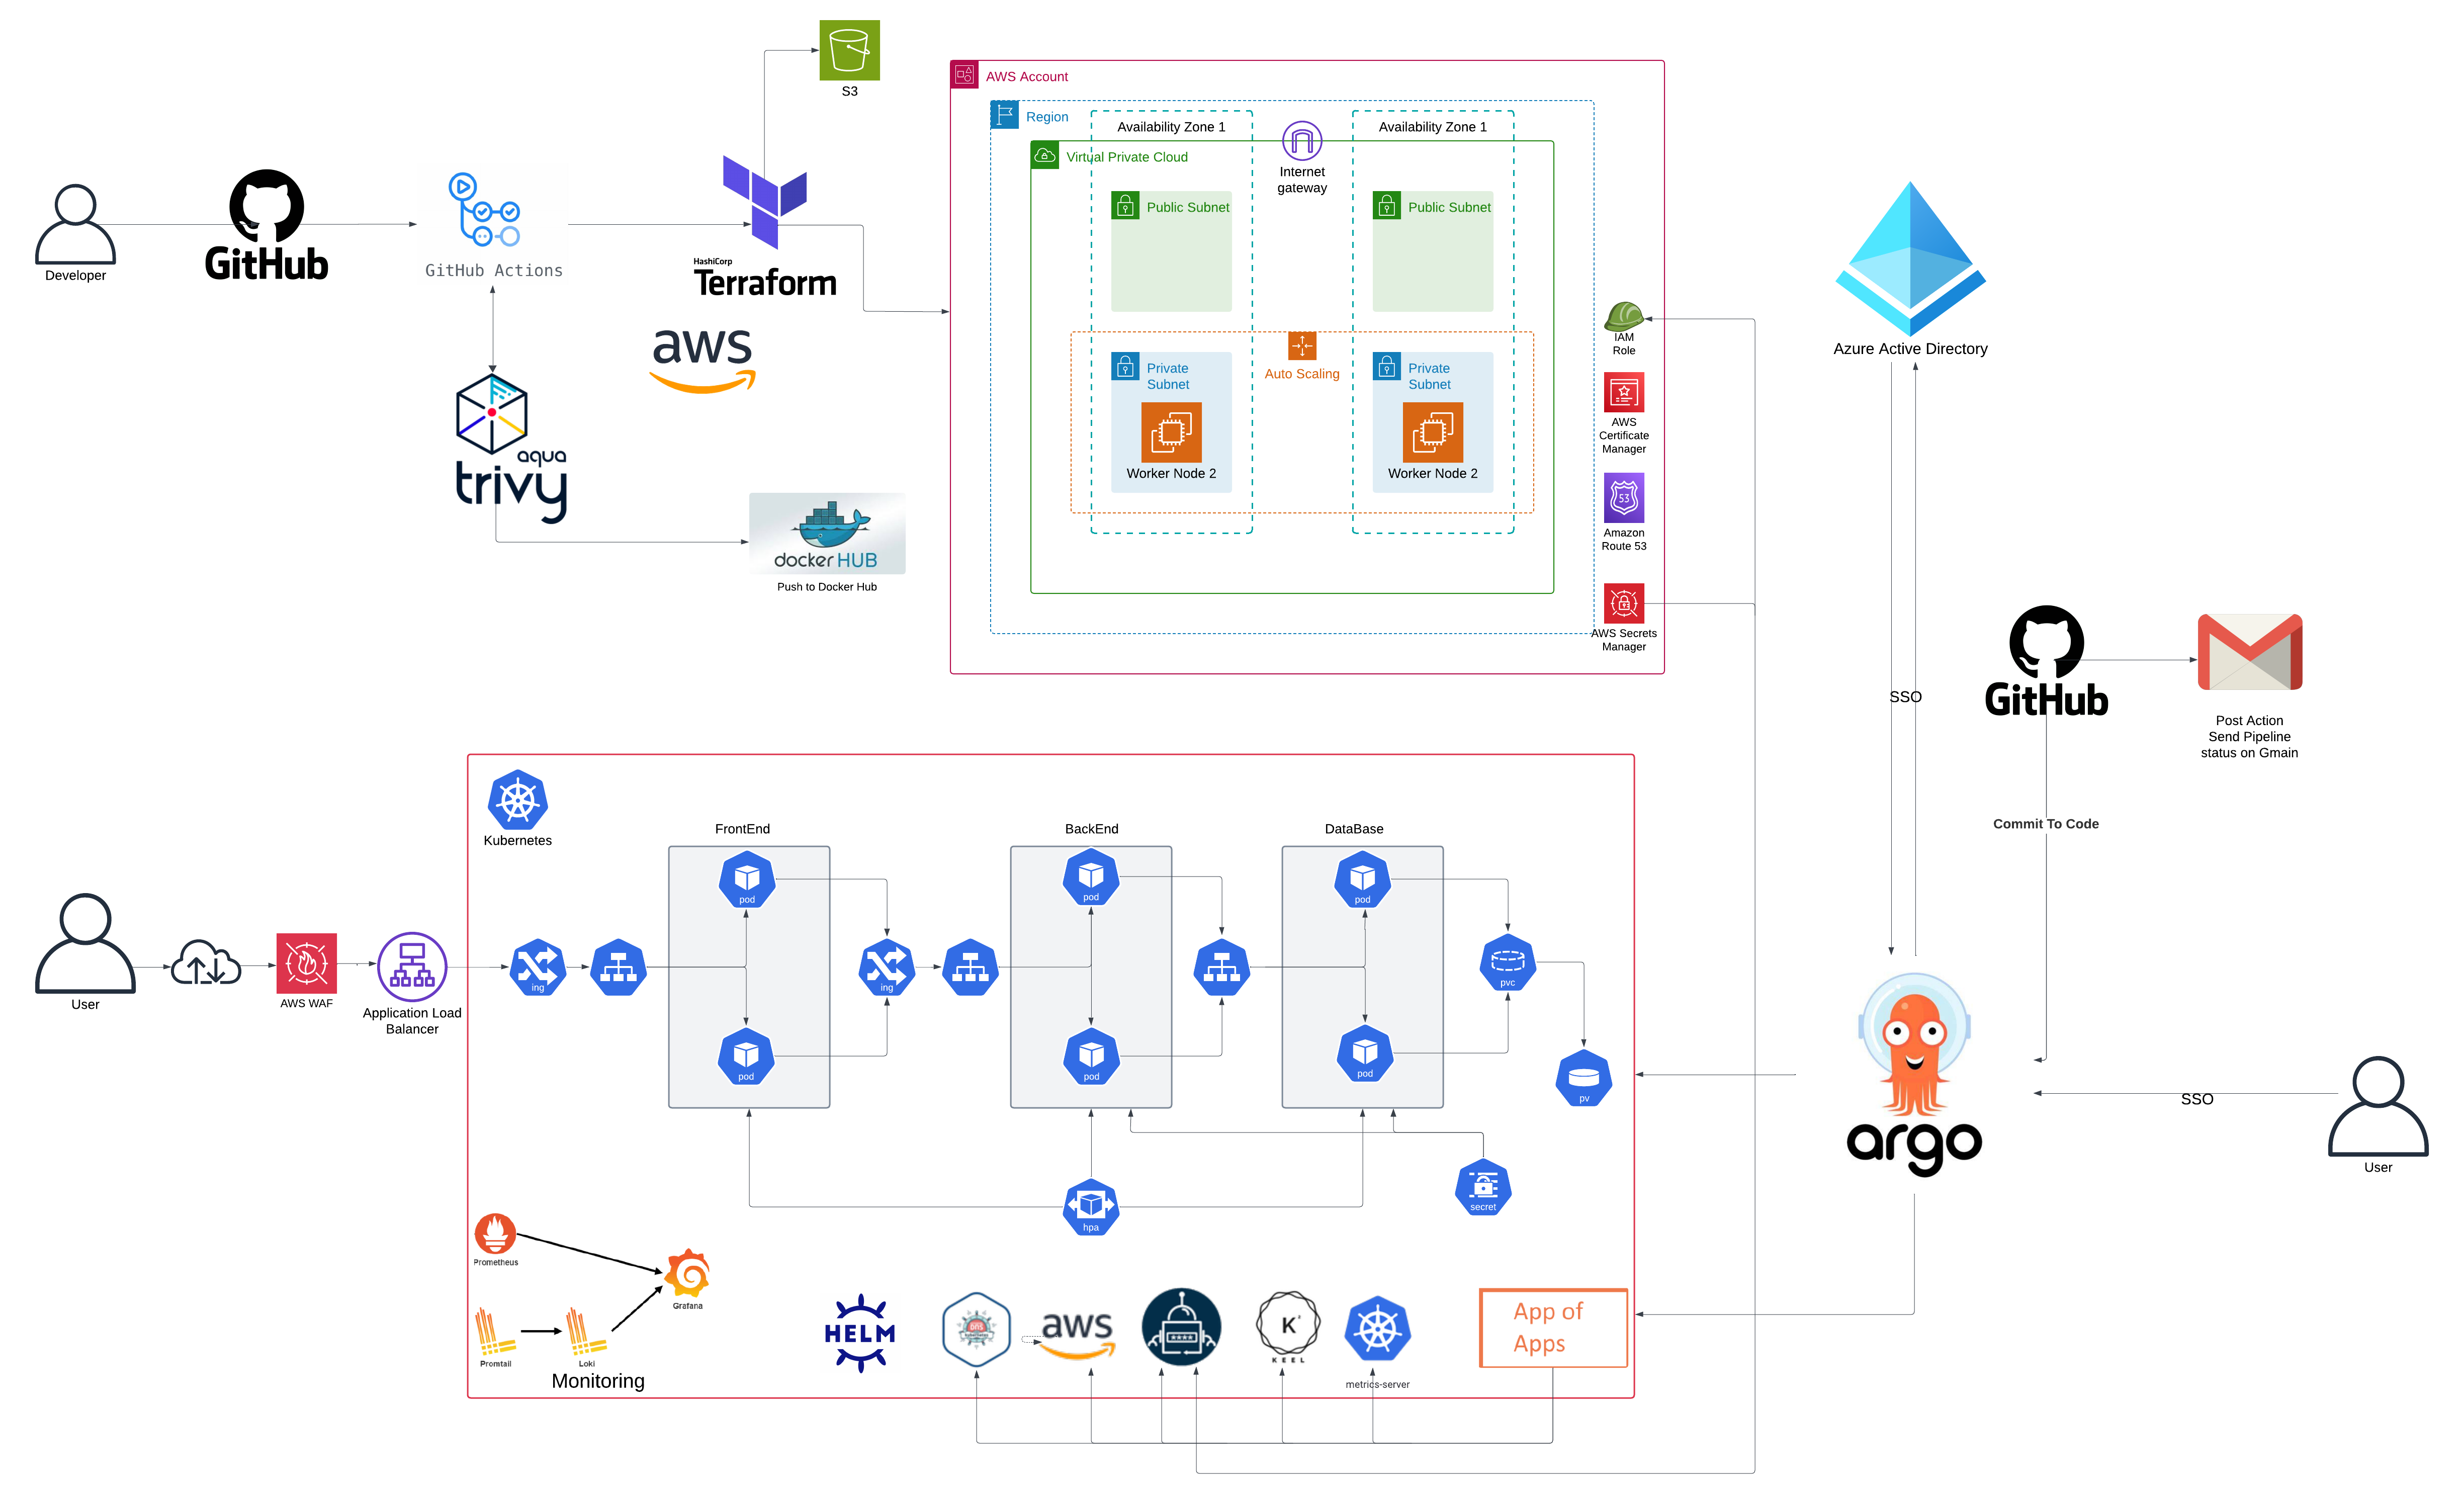 S3
AWS Account
Region
Availability Zone 1
Availability Zone 1
Virtual Private Cloud
Internet
gateway
Public Subnet
Public Subnet
Developer
GitHub
GitHub Actions
HashiCorp
Terraform
aws
aqua
trivy
docker HUB
Push to Docker Hub
Auto Scaling
Private
Subnet
Private
Subnet
Worker Node 2
Worker Node 2
IAM
Role
AWS
Certificate
Manager
53
Amazon
Route 53
AWS Secrets
Manager
Azure Active Directory
SSO
GitHub
Post Action
Send Pipeline
status on Gmain
Commit To Code
Kubernetes
FrontEnd
BackEnd
DataBase
pod
pod
pod
User
AWS WAF
Application Load
Balancer
ing
ing
pvc
pod
pod
pod
pv
hpa
secret
argo
SSO
User
Prometheus
Grafana
Promtail
Loki
Monitoring
HELM
aws
****
K
KEEL
metrics-server
App of
Apps